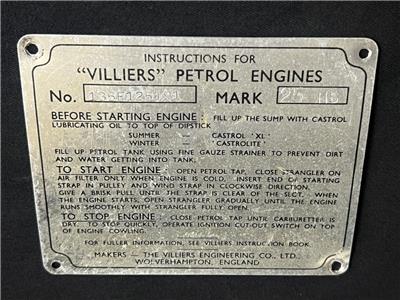 INSTRUCTIONS FOR
"VILLIERS" PETROL ENGINES
No. MARK 25 HS
BEFORE STARTING ENGINE: FILL UP THE SUMP WITH CASTROL
LUBRICATING OIL TO TOP OF DIPSTICK
SUMMER - CASTROL 'XL'
WINTER - 'CASTROLITE'
FILL UP PETROL TANK USING FINE GAUZE STRAINER TO PREVENT DIRT
AND WATER GETTING INTO TANK.
TO START ENGINE: OPEN PETROL TAP, CLOSE STRANGLER ON
AIR FILTER ONLY WHEN ENGINE IS COLD. INSERT END OF STARTING
STRAP IN PULLEY AND WIND STRAP IN CLOCKWISE DIRECTION.
GIVE A BRISK PULL UNTIL THE STRAP IS CLEAR OF THE SLOT. WHEN
THE ENGINE STARTS, OPEN STRANGLER GRADUALLY UNTIL THE ENGINE
RUNS SMOOTHLY WITH STRANGLER FULLY OPEN.
TO STOP ENGINE: CLOSE PETROL TAP UNTIL CARBURETTER IS
DRY. TO STOP QUICKLY, OPERATE IGNITION CUT-OUT SWITCH ON TOP
OF ENGINE COWLING.
FOR FULLER INFORMATION, SEE VILLIERS INSTRUCTION BOOK.
MAKERS - THE VILLIERS ENGINEERING CO., LTD.
WOLVERHAMPTON, ENGLAND